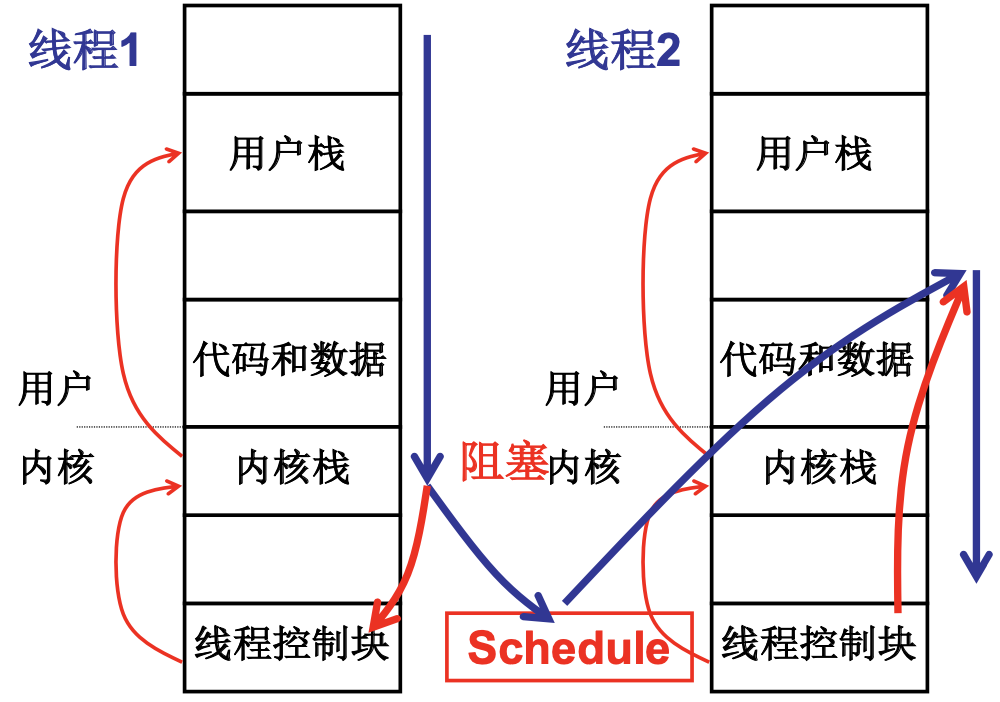 线程1
用户栈
代码和数据
用户
内核
内核栈
线程控制块
阻塞
Schedule
线程2
用户栈
代码和数据
用户
内核
内核栈
线程控制块